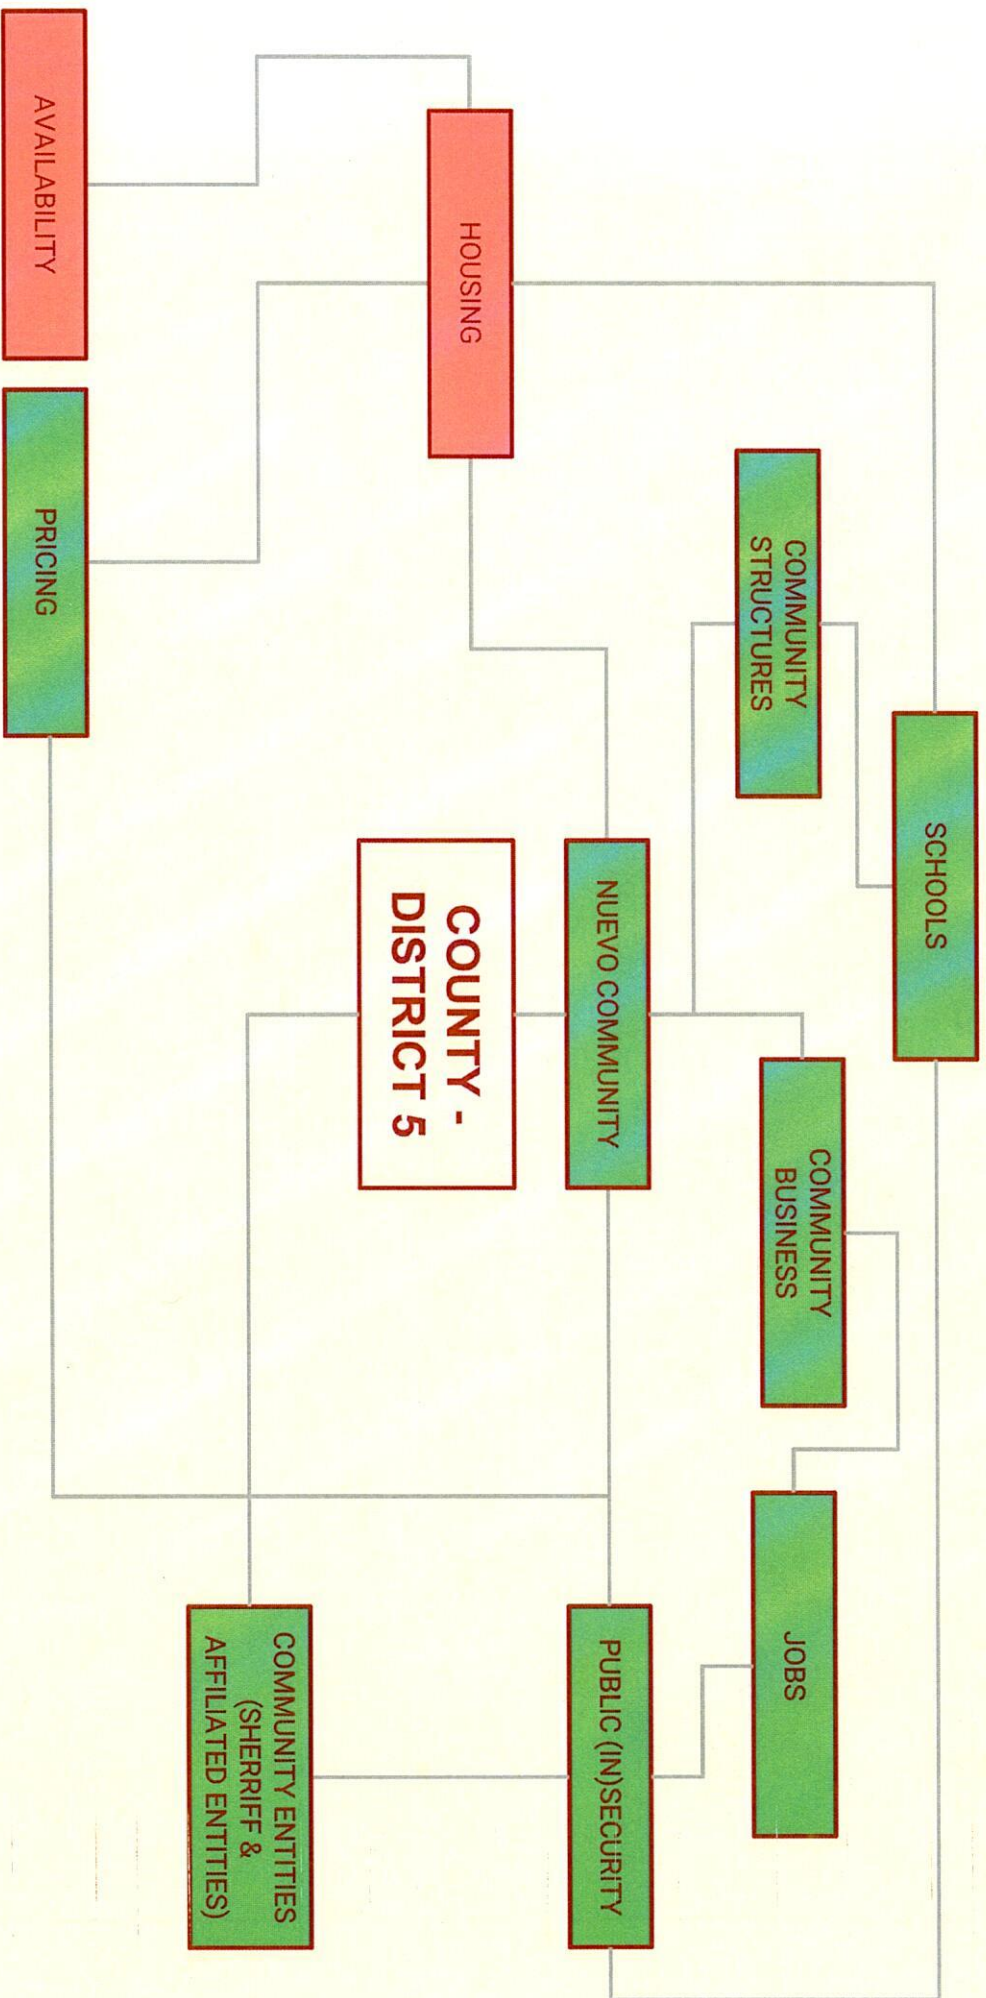 SCHOOLS
COMMUNITY
STRUCTURES
COMMUNITY
BUSINESS
JOBS
NUEVO COMMUNITY
PUBLIC (IN)SECURITY
HOUSING
COUNTY -
DISTRICT 5
COMMUNITY ENTITIES
(SHERRIFF &
AFFILIATED ENTITIES)
AVAILABILITY
PRICING